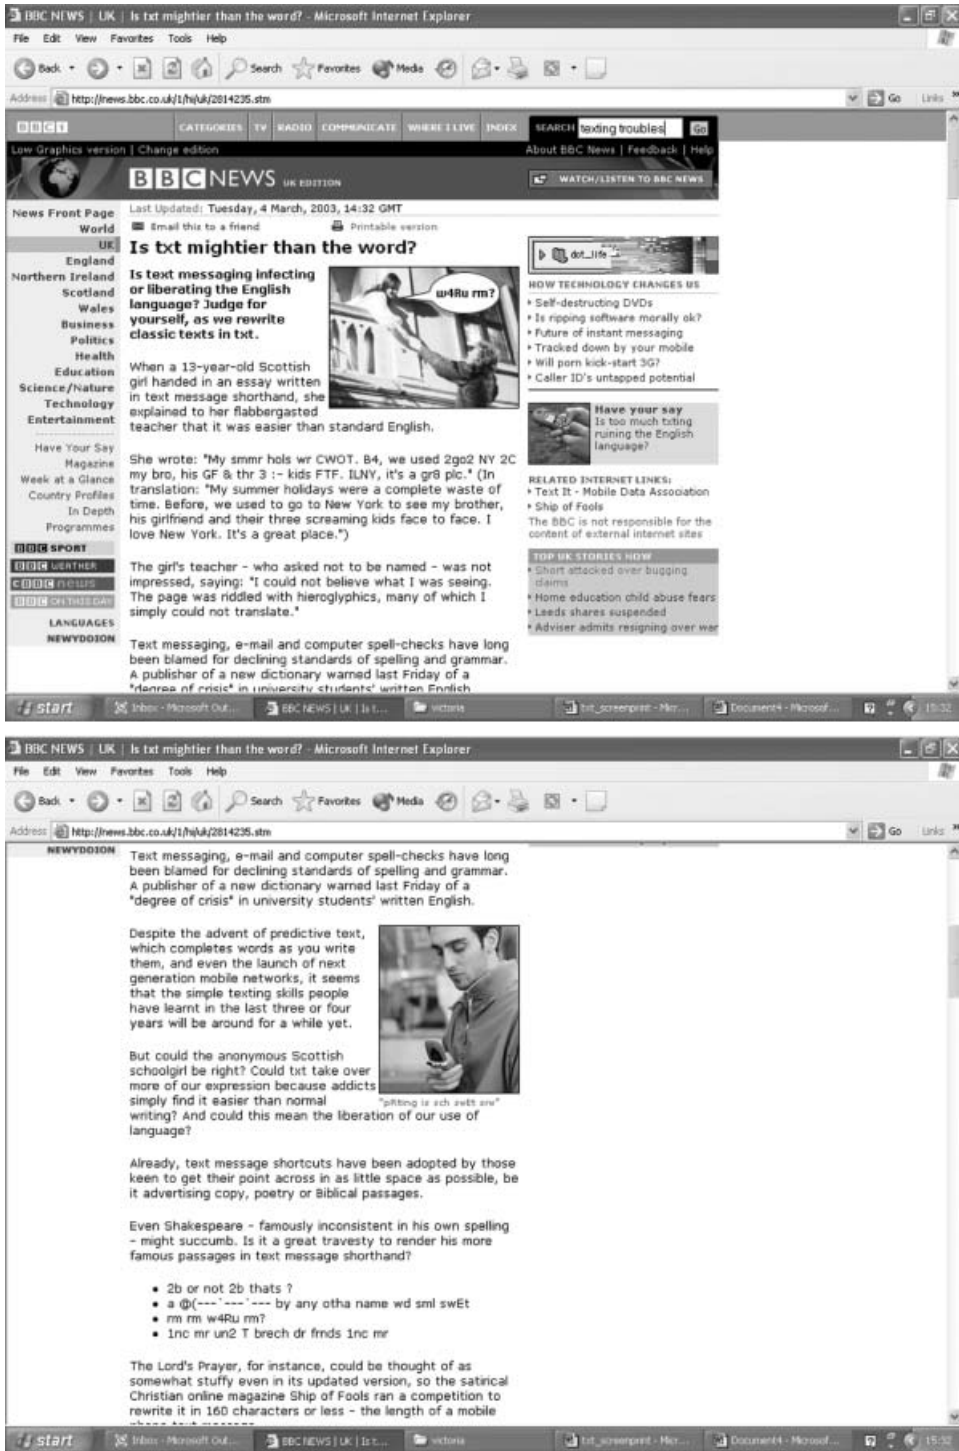 BBC NEWS | UK | Is txt mightier than the word? - Microsoft Internet Explorer
File Edit View Favorites Tools Help
Back Search Favorites Media
Address http://news.bbc.co.uk/1/hi/uk/2814235.stm Go Links »
BBCi CATEGORIES TV RADIO COMMUNICATE WHERE I LIVE INDEX SEARCH texting troubles Go
Low Graphics version | Change edition About BBC News | Feedback | Help
BBC NEWS UK EDITION WATCH/LISTEN TO BBC NEWS
News Front Page
World
UK
England
Northern Ireland
Scotland
Wales
Business
Politics
Health
Education
Science/Nature
Technology
Entertainment
Have Your Say
Magazine
Week at a Glance
Country Profiles
In Depth
Programmes
BBC SPORT
BBC WEATHER
CBBC news
BBC ON THIS DAY
LANGUAGES
NEWYDDION
Last Updated: Tuesday, 4 March, 2003, 14:32 GMT
Email this to a friend Printable version
Is txt mightier than the word?
Is text messaging infecting
or liberating the English
language? Judge for
yourself, as we rewrite
classic texts in txt.
w4Ru rm?
When a 13-year-old Scottish
girl handed in an essay written
in text message shorthand, she
explained to her flabbergasted
teacher that it was easier than standard English.
She wrote: "My smmr hols wr CWOT. B4, we used 2go2 NY 2C
my bro, his GF & thr 3 :- kids FTF. ILNY, it's a gr8 plc." (In
translation: "My summer holidays were a complete waste of
time. Before, we used to go to New York to see my brother,
his girlfriend and their three screaming kids face to face. I
love New York. It's a great place.")
The girl's teacher - who asked not to be named - was not
impressed, saying: "I could not believe what I was seeing.
The page was riddled with hieroglyphics, many of which I
simply could not translate."
Text messaging, e-mail and computer spell-checks have long
been blamed for declining standards of spelling and grammar.
A publisher of a new dictionary warned last Friday of a
"degree of crisis" in university students' written English.
dot_life
HOW TECHNOLOGY CHANGES US
Self-destructing DVDs
Is ripping software morally ok?
Future of instant messaging
Tracked down by your mobile
Will porn kick-start 3G?
Caller ID's untapped potential
Have your say
Is too much txting
ruining the English
language?
RELATED INTERNET LINKS:
Text It - Mobile Data Association
Ship of Fools
The BBC is not responsible for the
content of external internet sites
TOP UK STORIES NOW
Short attacked over bugging
claims
Home education child abuse fears
Leeds shares suspended
Adviser admits resigning over war
start Inbox - Microsoft Out... BBC NEWS | UK | Is t... victoria txt_screenprint - Micr... Document4 - Microsof... 15:32
BBC NEWS | UK | Is txt mightier than the word? - Microsoft Internet Explorer
File Edit View Favorites Tools Help
Back Search Favorites Media
Address http://news.bbc.co.uk/1/hi/uk/2814235.stm Go Links »
NEWYDDION
Text messaging, e-mail and computer spell-checks have long
been blamed for declining standards of spelling and grammar.
A publisher of a new dictionary warned last Friday of a
"degree of crisis" in university students' written English.
Despite the advent of predictive text,
which completes words as you write
them, and even the launch of next
generation mobile networks, it seems
that the simple texting skills people
have learnt in the last three or four
years will be around for a while yet.
But could the anonymous Scottish
schoolgirl be right? Could txt take over
more of our expression because addicts
simply find it easier than normal
writing? And could this mean the liberation of our use of
language?
Already, text message shortcuts have been adopted by those
keen to get their point across in as little space as possible, be
it advertising copy, poetry or Biblical passages.
Even Shakespeare - famously inconsistent in his own spelling
- might succumb. Is it a great travesty to render his more
famous passages in text message shorthand?
• 2b or not 2b thats ?
• a @(---`---`--- by any otha name wd sml swEt
• rm rm w4Ru rm?
• 1nc mr un2 T brech dr frnds 1nc mr
The Lord's Prayer, for instance, could be thought of as
somewhat stuffy even in its updated version, so the satirical
Christian online magazine Ship of Fools ran a competition to
rewrite it in 160 characters or less - the length of a mobile
phone text message.
start Inbox - Microsoft Out... BBC NEWS | UK | Is t... victoria txt_screenprint - Micr... Document4 - Microsof... 15:32